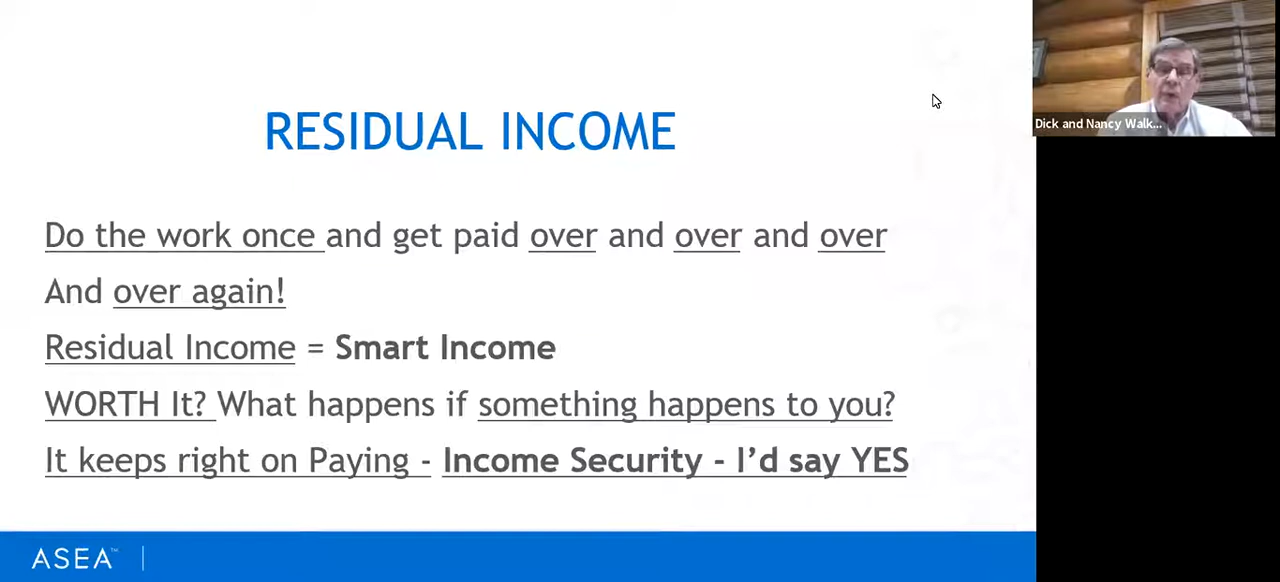 RESIDUAL INCOME
Do the work once and get paid over and over and over
And over again!
Residual Income = Smart Income
WORTH It? What happens if something happens to you?
It keeps right on Paying - Income Security - I’d say YES
ASEA™
Dick and Nancy Walk...